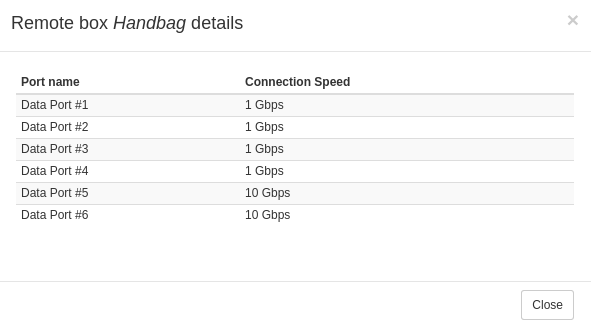 Remote box Handbag details
×
Port name Connection Speed
Data Port #1 1 Gbps
Data Port #2 1 Gbps
Data Port #3 1 Gbps
Data Port #4 1 Gbps
Data Port #5 10 Gbps
Data Port #6 10 Gbps
Close